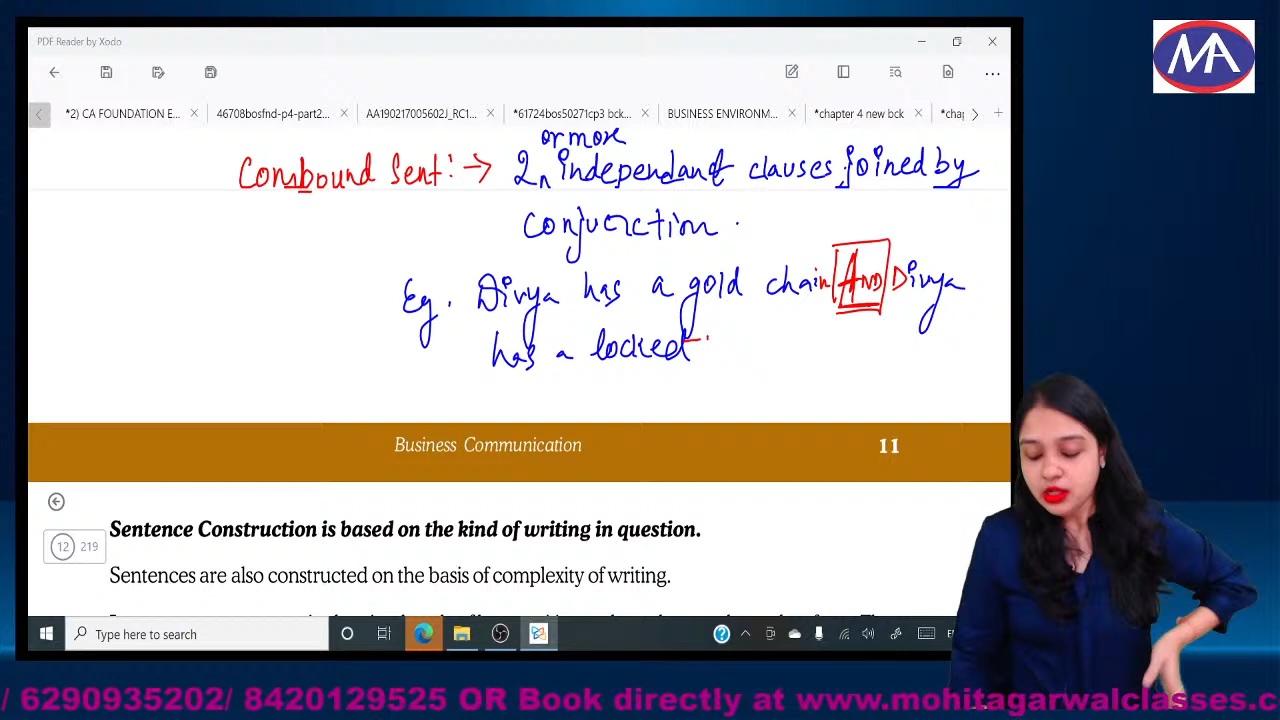 PDF Reader by Xodo
MA
*2) CA FOUNDATION E...
46708bosfnd-p4-part2...
AA190217005602J_RC1...
*61724bos50271cp3 bck...
BUSINESS ENVIRONM...
*chapter 4 new bck
*chap
or more
Compound Sent: → 2 independant clauses joined by
conjunction.
Eg. Divya has a gold chain AND Divya
has a locket.
Business Communication
11
Sentence Construction is based on the kind of writing in question.
12 219
Sentences are also constructed on the basis of complexity of writing.
Type here to search
/ 6290935202/ 8420129525 OR Book directly at www.mohitagarwalclasses.c